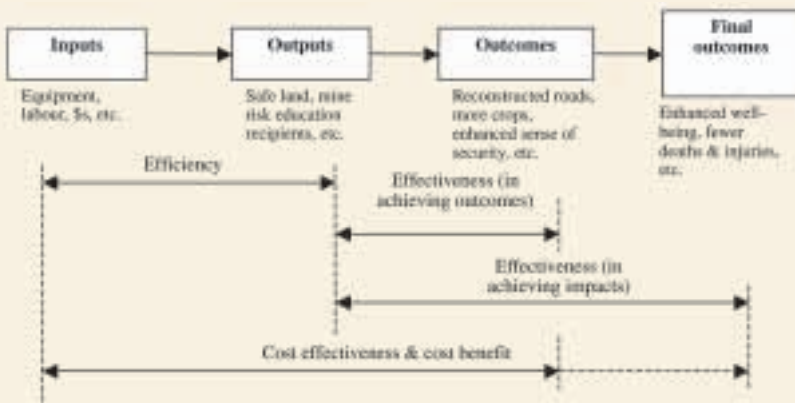 Inputs
Outputs
Outcomes
Final
outcomes
Equipment,
labour, $s, etc.
Safe land, mine
risk education
recipients, etc.
Reconstructed roads,
more crops,
enhanced sense of
security, etc.
Enhanced well-
being, fewer
deaths & injuries,
etc.
Efficiency
Effectiveness (in
achieving outcomes)
Effectiveness (in
achieving impacts)
Cost effectiveness & cost benefit